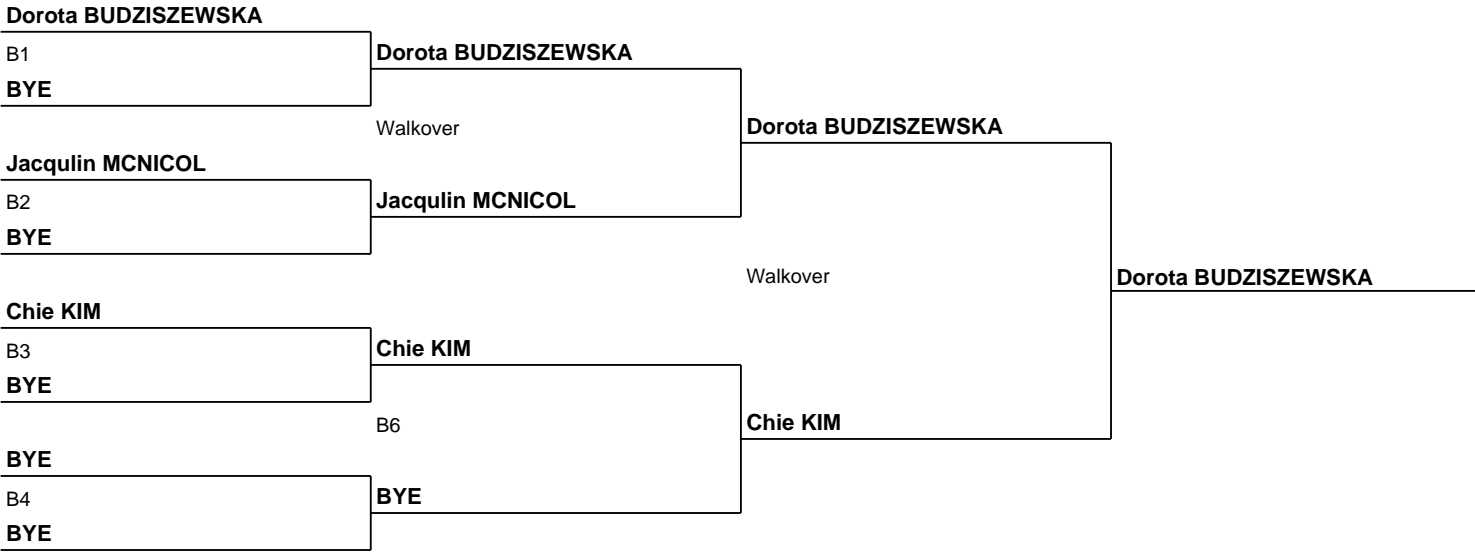 Dorota BUDZISZEWSKA
B1
Dorota BUDZISZEWSKA
BYE
Walkover
Dorota BUDZISZEWSKA
Jacqulin MCNICOL
B2
Jacqulin MCNICOL
BYE
Walkover
Dorota BUDZISZEWSKA
Chie KIM
B3
Chie KIM
BYE
B6
Chie KIM
BYE
B4
BYE
BYE